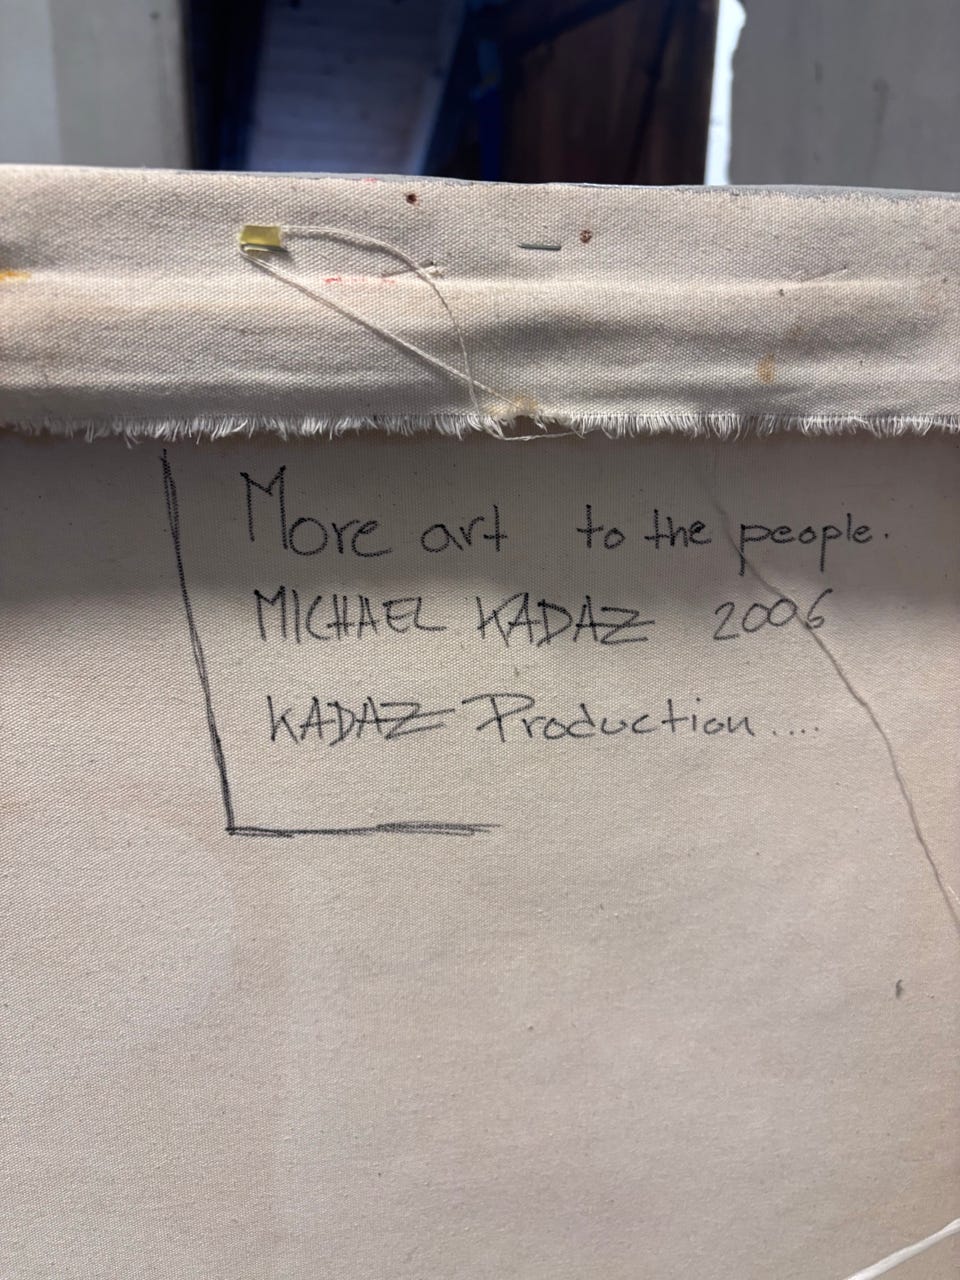 More art to the people.
MICHAEL KADAZ 2006
KADAZ Production....